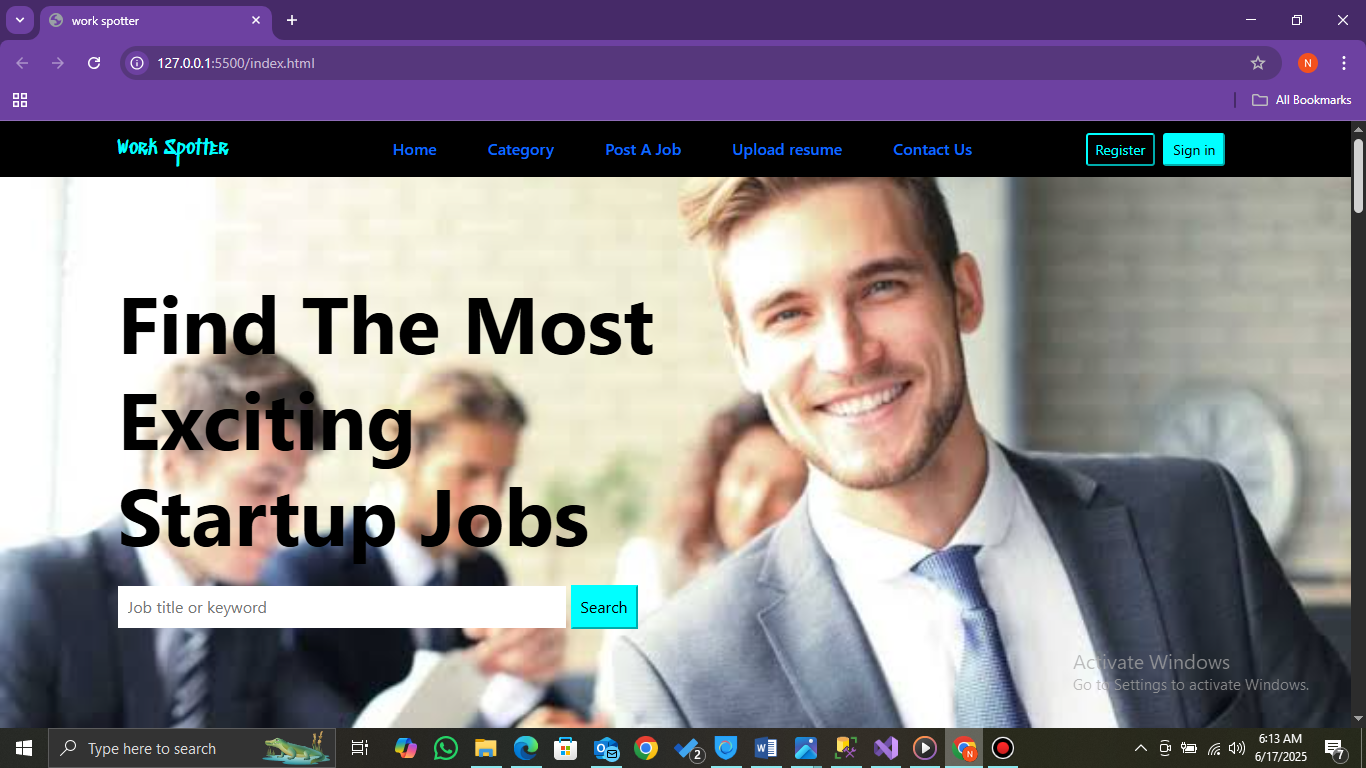 work spotter
127.0.0.1:5500/index.html
N
All Bookmarks
Work Spotter
Home
Category
Post A Job
Upload resume
Contact Us
Register
Sign in
Find The Most
Exciting
Startup Jobs
Job title or keyword
Search
Activate Windows
Go to Settings to activate Windows.
Type here to search
2
N
6:13 AM
6/17/2025
7